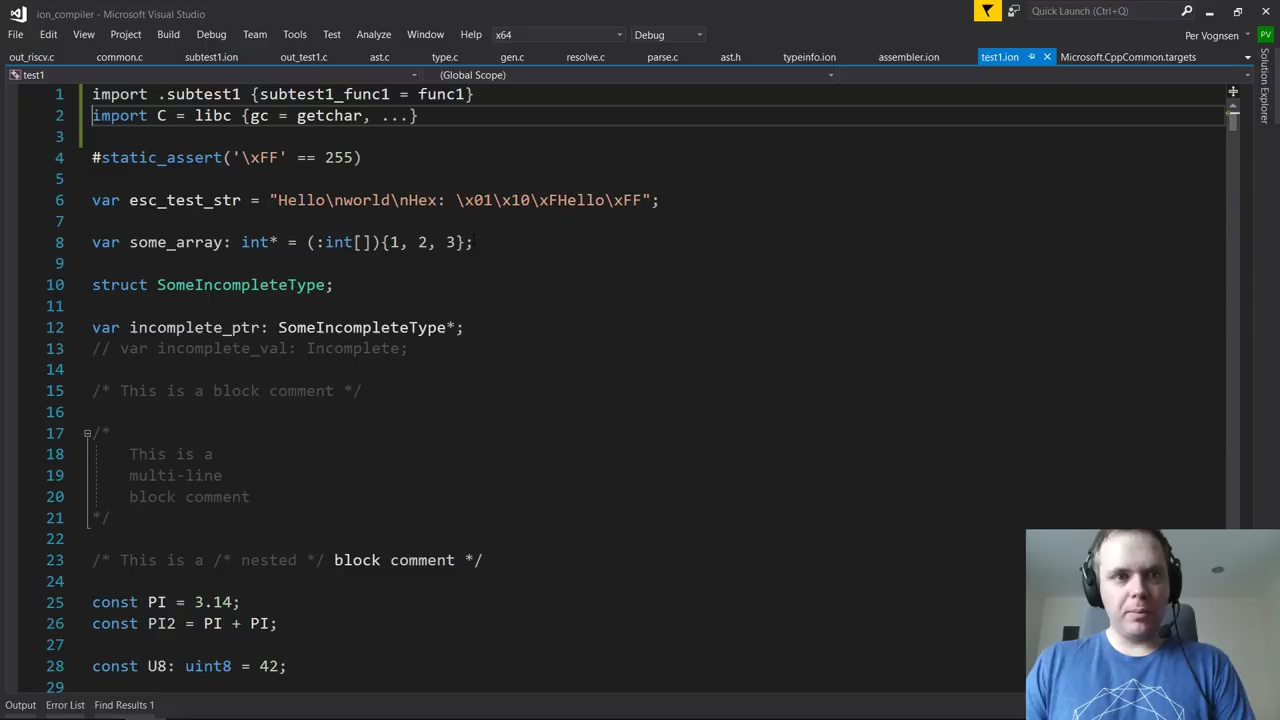 ion_compiler - Microsoft Visual Studio
Quick Launch (Ctrl+Q)
File Edit View Project Build Debug Team Tools Test Analyze Window Help x64 Debug Per Vognsen PV
out_riscv.c common.c subtest1.ion out_test1.c ast.c type.c gen.c resolve.c parse.c ast.h typeinfo.ion assembler.ion test1.ion Microsoft.CppCommon.targets
test1 (Global Scope)
Solution Explorer
1 import .subtest1 {subtest1_func1 = func1}
2 import C = libc {gc = getchar, ...}
3
4 #static_assert('\xFF' == 255)
5
6 var esc_test_str = "Hello\nworld\nHex: \x01\x10\xFHello\xFF";
7
8 var some_array: int* = (:int[]){1, 2, 3};
9
10 struct SomeIncompleteType;
11
12 var incomplete_ptr: SomeIncompleteType*;
13 // var incomplete_val: Incomplete;
14
15 /* This is a block comment */
16
17 /*
18 This is a
19 multi-line
20 block comment
21 */
22
23 /* This is a /* nested */ block comment */
24
25 const PI = 3.14;
26 const PI2 = PI + PI;
27
28 const U8: uint8 = 42;
29
Output Error List Find Results 1